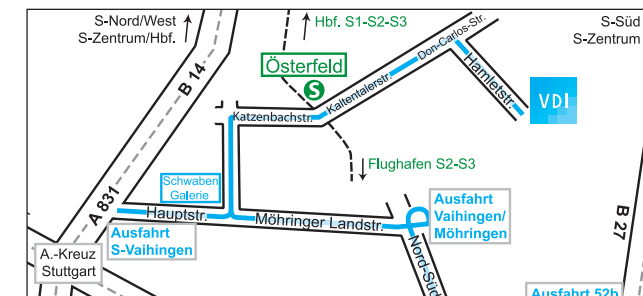 S-Nord/West
S-Zentrum/Hbf.
Hbf. S1-S2-S3
S-Süd
S-Zentrum
B 14
Österfeld
S
Don-Carlos-Str.
Kaltentalerstr.
Hamletstr.
VDI
Katzenbachstr.
Flughafen S2-S3
Schwaben
Galerie
A 831
Hauptstr.
Möhringer Landstr.
Ausfahrt
Vaihingen/
Möhringen
Ausfahrt
S-Vaihingen
B 27
A.-Kreuz
Stuttgart
Nord-Süd
Ausfahrt 52b